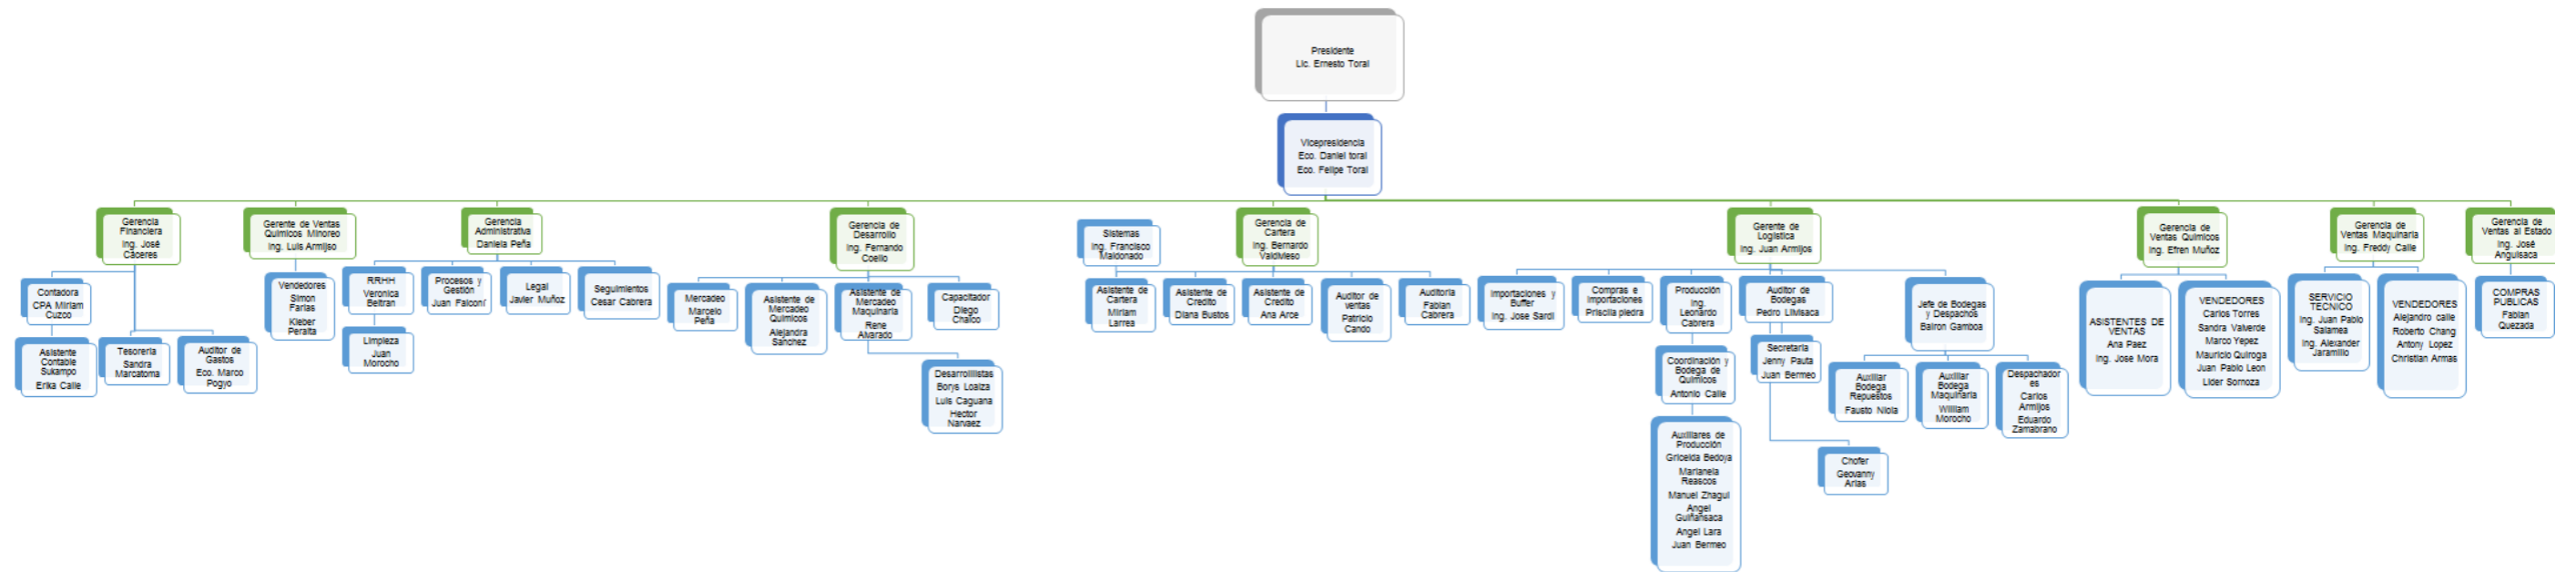 Presidente
Lic. Ernesto Toral
Vicepresidencia
Eco. Daniel toral
Eco. Felipe Toral
Gerencia
Financiera
Ing. José
Cáceres
Gerente de Ventas
Quimicos Minoreo
Ing. Luis Armijso
Gerencia
Administrativa
Daniela Peña
Gerencia de
Desarrollo
Ing. Fernando
Coello
Sistemas
Ing. Francisco
Maldonado
Gerencia de
Cartera
Ing. Bernardo
Valdivieso
Gerente de
Logistica
Ing. Juan Armijos
Gerencia de
Ventas Quimicos
Ing. Efren Muñoz
Gerencia de
Ventas Maquinaria
Ing. Freddy Calle
Gerencia de
Ventas al Estado
Ing. José
Anguisaca
Contadora
CPA Miriam
Cuzco
Asistente
Contable
Sukampo
Erika Calle
Tesoreria
Sandra
Marcatoma
Auditor de
Gastos
Eco. Marco
Pogyo
Vendedores
Simon
Farias
Kleber
Peralta
RRHH
Veronica
Beltran
Limpieza
Juan
Morocho
Procesos y
Gestión
Juan Falconí
Legal
Javier Muñoz
Seguimientos
Cesar Cabrera
Mercadeo
Marcelo
Peña
Asistente de
Mercadeo
Quimicos
Alejandra
Sanchez
Asistente de
Mercadeo
Maquinaria
Rene
Alvarado
Capacitador
Diego
Chalco
Desarrolllistas
Borys Loaiza
Luis Caguana
Hector
Narvaez
Asistente de
Cartera
Miriam
Larrea
Asistente de
Credito
Diana Bustos
Asistente de
Credito
Ana Arce
Auditor de
ventas
Patricio
Cando
Auditoria
Fabian
Cabrera
Importaciones y
Buffer
Ing. Jose Sardi
Compras e
Importaciones
Priscila piedra
Producción
Ing.
Leonardo
Cabrera
Coordinación y
Bodega de
Quimicos
Antonio Calle
Auxiliares de
Producción
Gricelda Bedoya
Marianela
Reascos
Manuel Zhagui
Angel
Guiñansaca
Angel Lara
Juan Bermeo
Auditor de
Bodegas
Pedro Llivisaca
Secretaria
Jenny Pauta
Juan Bermeo
Chofer
Geovanny
Arias
Jefe de Bodegas
y Despachos
Bairon Gamboa
Auxiliar
Bodega
Repuestos
Fausto Niola
Auxiliar
Bodega
Maquinaria
William
Morocho
Despachador
es
Carlos
Armijos
Eduardo
Zamabrano
ASISTENTES DE
VENTAS
Ana Paez
Ing. Jose Mora
VENDEDORES
Carlos Torres
Sandra Valverde
Marco Yepez
Mauricio Quiroga
Juan Pablo Leon
Lider Sornoza
SERVICIO
TECNICO
Ing. Juan Pablo
Salamea
Ing. Alexander
Jaramillo
VENDEDORES
Alejandro calle
Roberto Chang
Antony Lopez
Christian Armas
COMPRAS
PUBLICAS
Fabian
Quezada